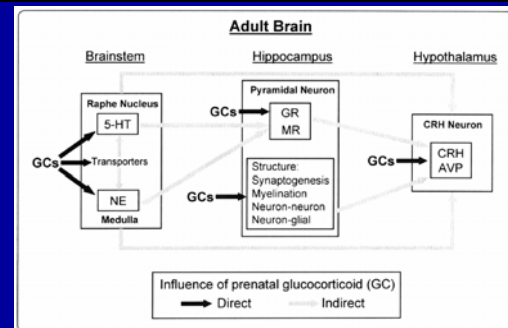 Adult Brain
Brainstem
Hippocampus
Hypothalamus
Raphe Nucleus
5-HT
GCs
Transporters
NE
Medulla
Pyramidal Neuron
GCs
GR
MR
GCs
Structure:
Synaptogenesis
Myelination
Neuron-neuron
Neuron-glial
CRH Neuron
GCs
CRH
AVP
Influence of prenatal glucocorticoid (GC)
Direct
Indirect